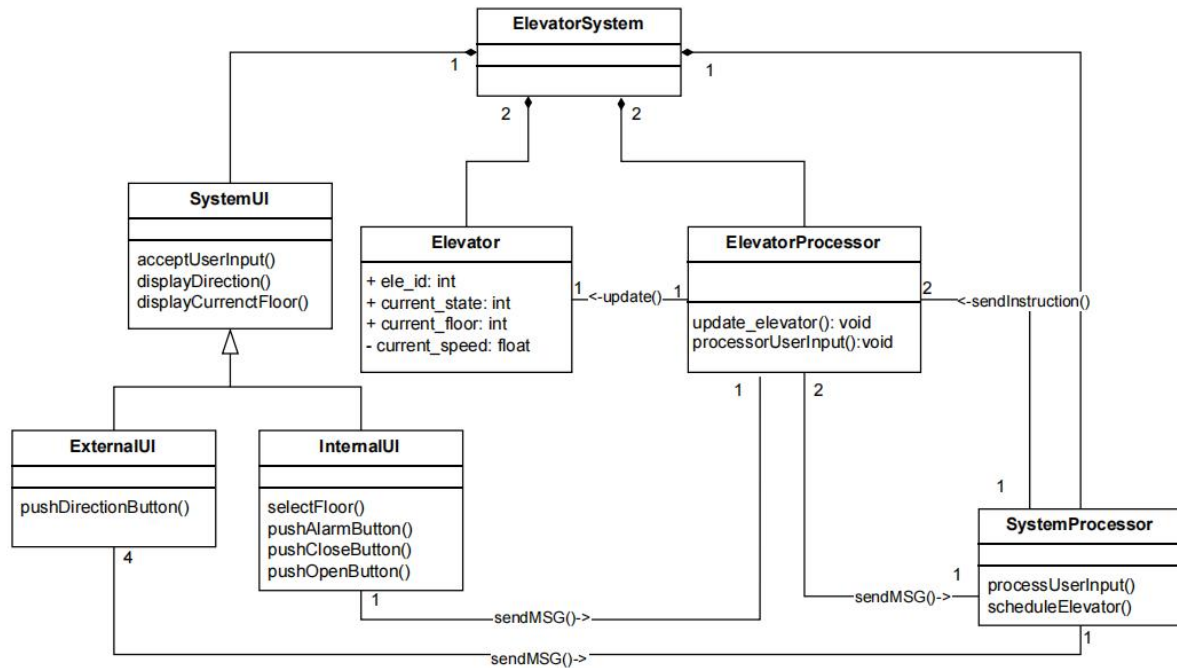 ElevatorSystem
1
1
2
2
SystemUI
acceptUserInput()
displayDirection()
displayCurrenctFloor()
Elevator
+ ele_id: int
+ current_state: int
+ current_floor: int
- current_speed: float
1
<-update()
1
ElevatorProcessor
update_elevator(): void
processorUserInput():void
2
<-sendInstruction()
1
2
ExternalUI
pushDirectionButton()
4
InternalUI
selectFloor()
pushAlarmButton()
pushCloseButton()
pushOpenButton()
1
1
SystemProcessor
processUserInput()
scheduleElevator()
1
1
sendMSG()->
sendMSG()->
sendMSG()->